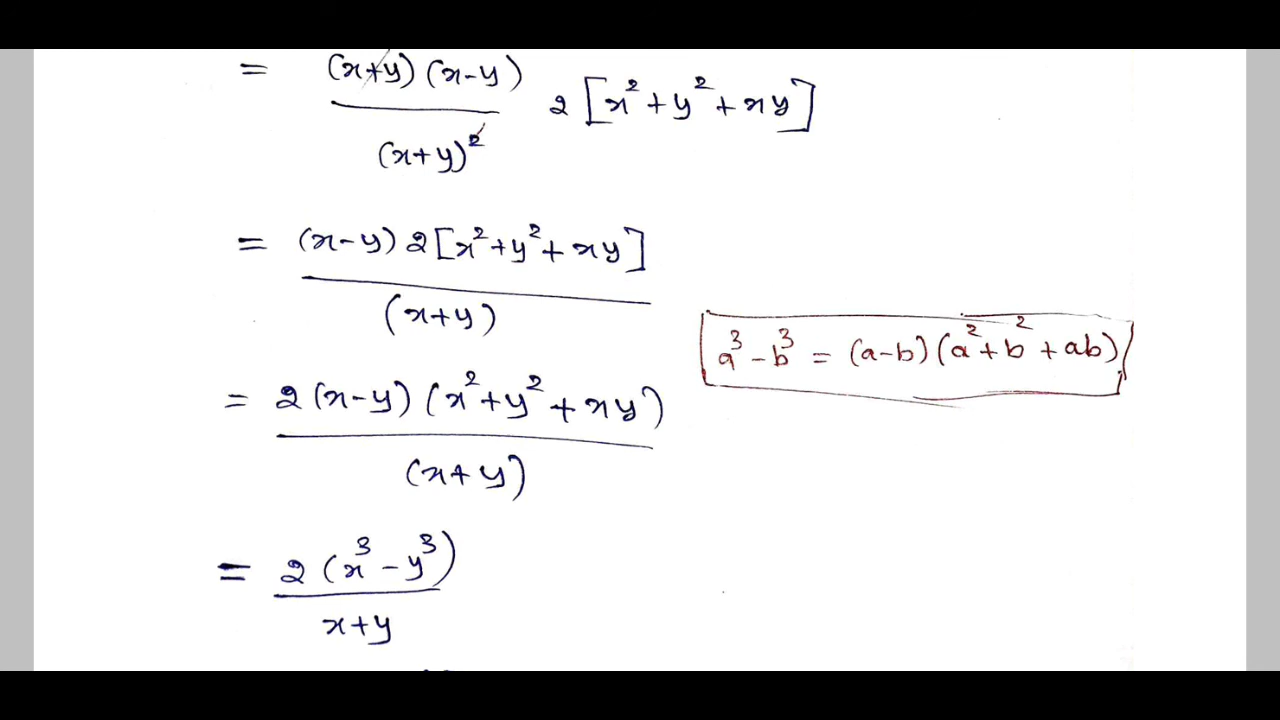 = (x+y)(x-y) / (x+y)² 2[x²+y²+xy]
= (x-y)2[x²+y²+xy] / (x+y)
a³-b³ = (a-b)(a²+b²+ab)
= 2(x-y)(x²+y²+xy) / (x+y)
= 2(x³-y³) / x+y